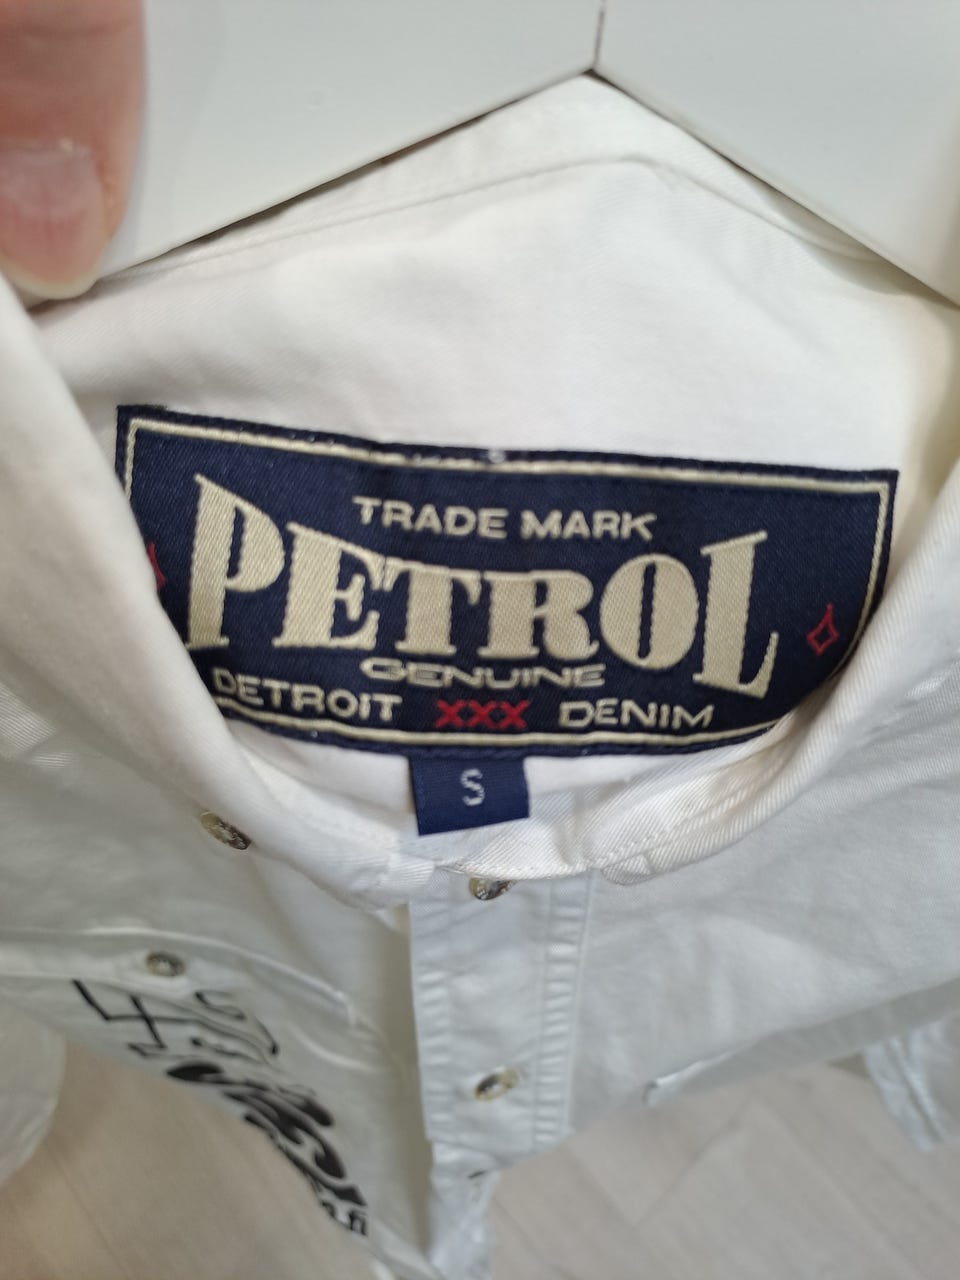 TRADE MARK
PETROL
GENUINE
DETROIT XXX DENIM
S